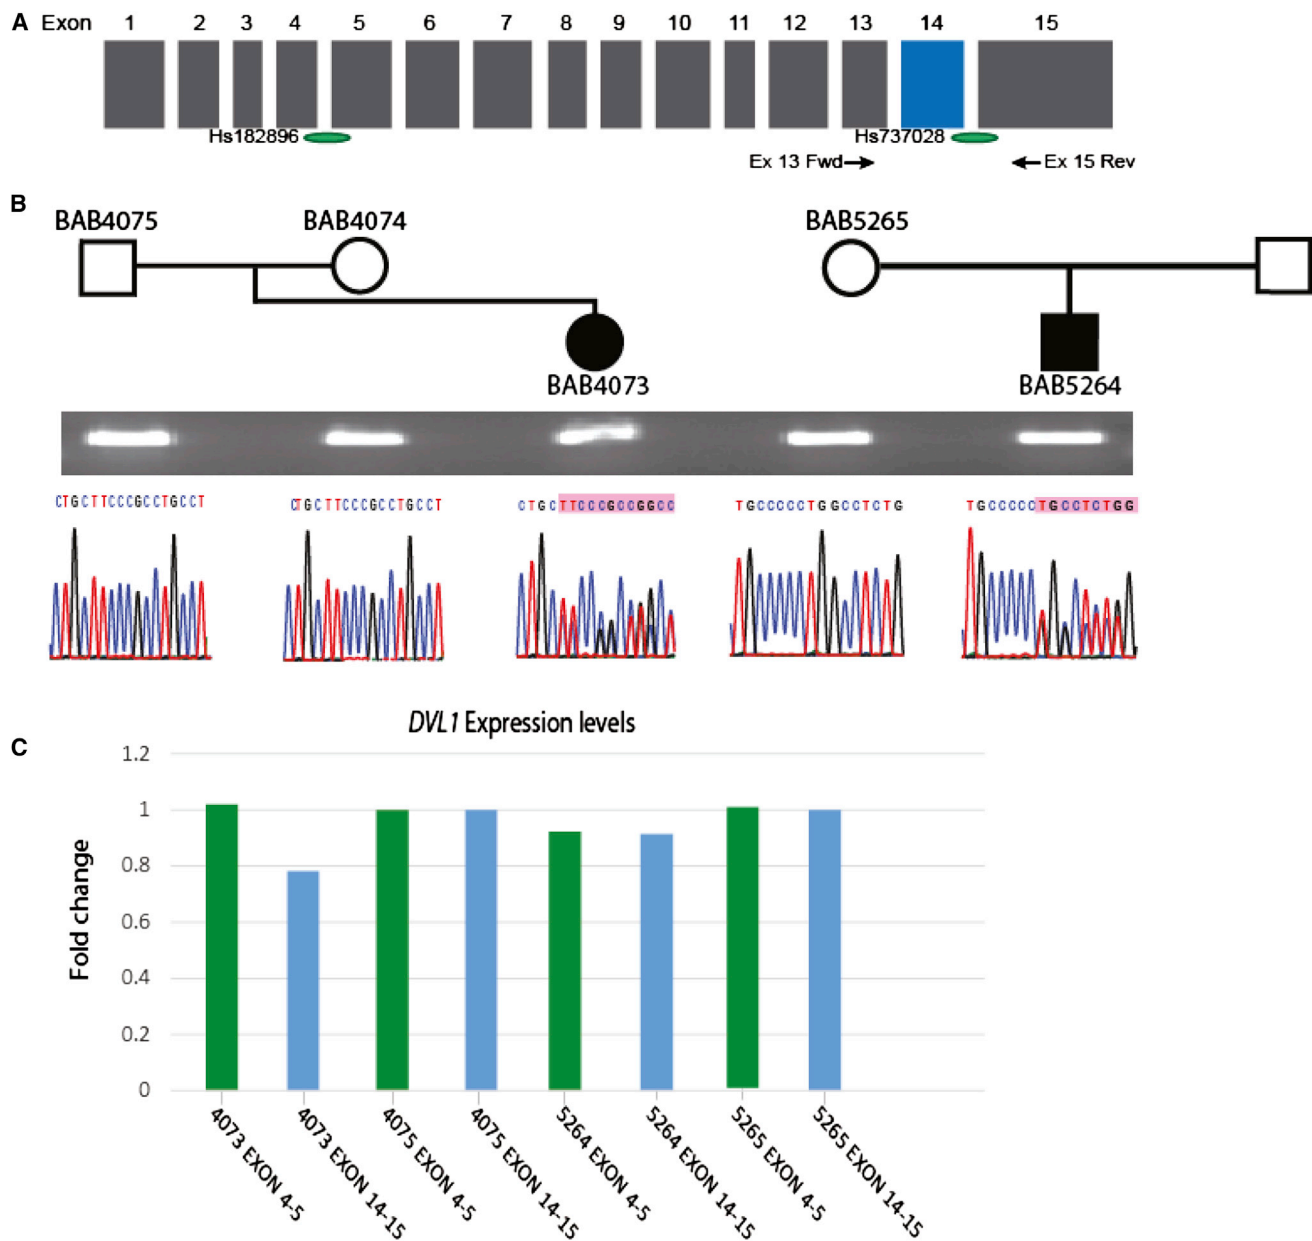 A Exon 1 2 3 4 5 6 7 8 9 10 11 12 13 14 15
Hs182896 Hs737028
Ex 13 Fwd Ex 15 Rev
B
BAB4075 BAB4074 BAB5265
BAB4073 BAB5264
CTGCTTCCCGCCTGCCT CTGCTTCCCGCCTGCCT CTGCTTCCCGCCGGCC TGCCCCCTGGCCTCTG TGCCCCCTGCCTCTGG
DVL1 Expression levels
C
Fold change
1.2
1
0.8
0.6
0.4
0.2
0
4073 EXON 4-5
4073 EXON 14-15
4075 EXON 4-5
4075 EXON 14-15
5264 EXON 4-5
5264 EXON 14-15
5265 EXON 4-5
5265 EXON 14-15